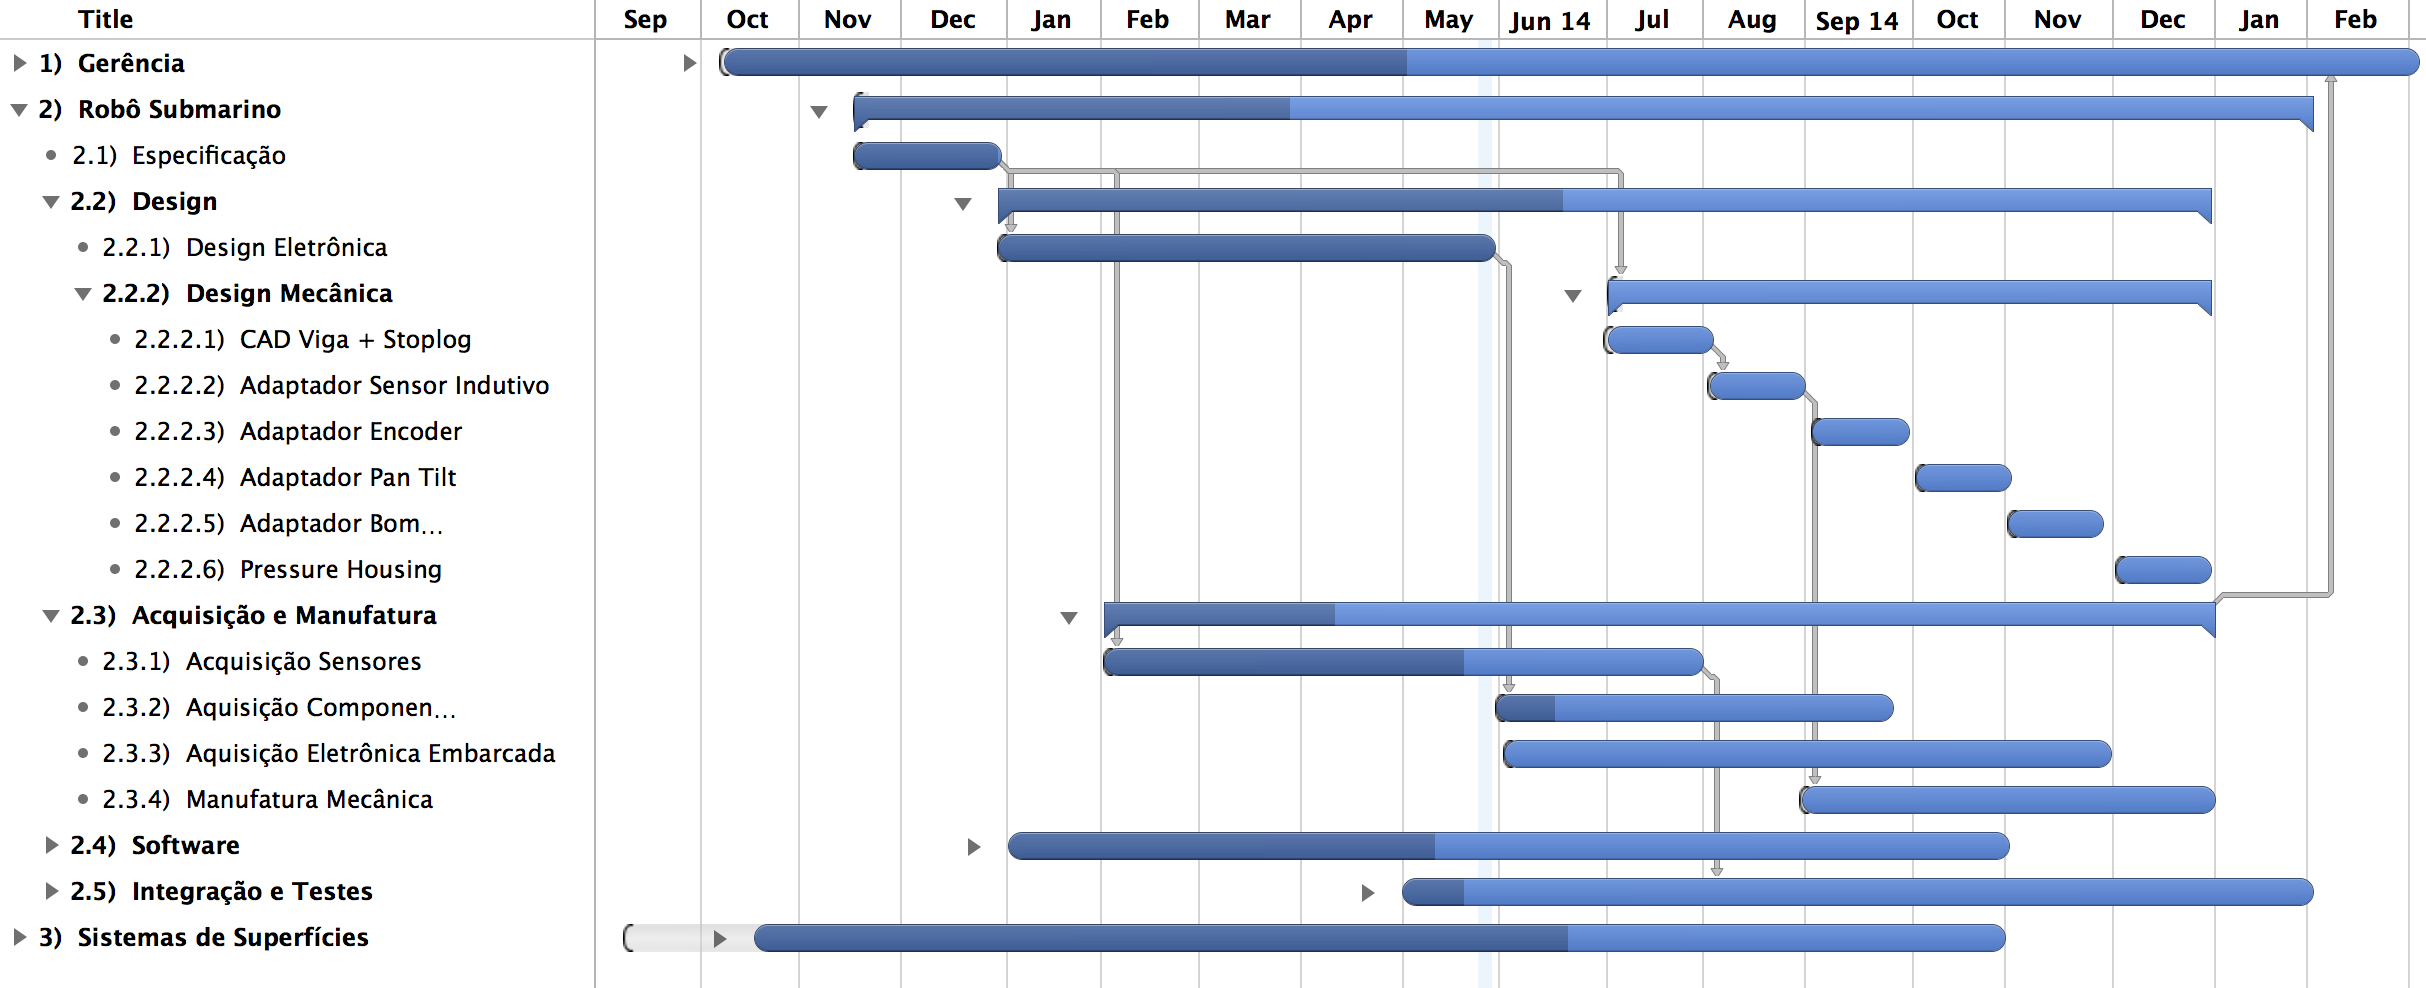 Title Sep Oct Nov Dec Jan Feb Mar Apr May Jun 14 Jul Aug Sep 14 Oct Nov Dec Jan Feb
1) Gerência
2) Robô Submarino
2.1) Especificação
2.2) Design
2.2.1) Design Eletrônica
2.2.2) Design Mecânica
2.2.2.1) CAD Viga + Stoplog
2.2.2.2) Adaptador Sensor Indutivo
2.2.2.3) Adaptador Encoder
2.2.2.4) Adaptador Pan Tilt
2.2.2.5) Adaptador Bom…
2.2.2.6) Pressure Housing
2.3) Acquisição e Manufatura
2.3.1) Acquisição Sensores
2.3.2) Aquisição Componen…
2.3.3) Aquisição Eletrônica Embarcada
2.3.4) Manufatura Mecânica
2.4) Software
2.5) Integração e Testes
3) Sistemas de Superfícies